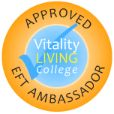 APPROVED
Vitality
LIVING
College
EFT AMBASSADOR